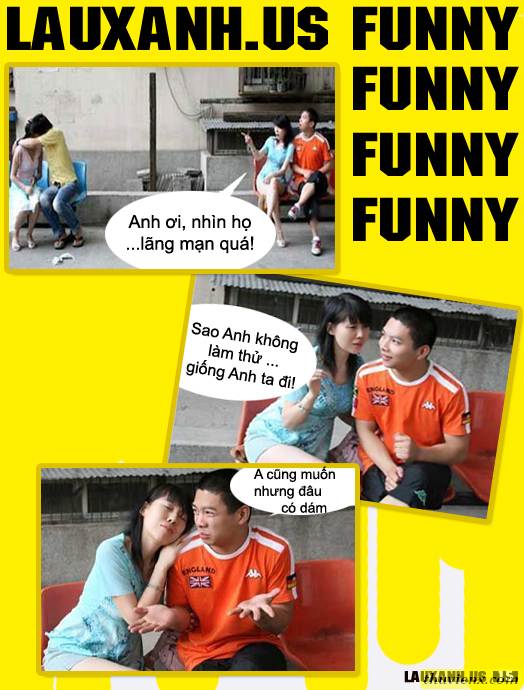 LAUXANH.US FUNNY
FUNNY
FUNNY
FUNNY
Anh ơi, nhìn họ
...lãng mạn quá!
Sao Anh không
làm thử ...
giống Anh ta đi!
A cũng muốn
nhưng đâu
có dám
ENGLAND
ENGLAND
LAUXANH.US